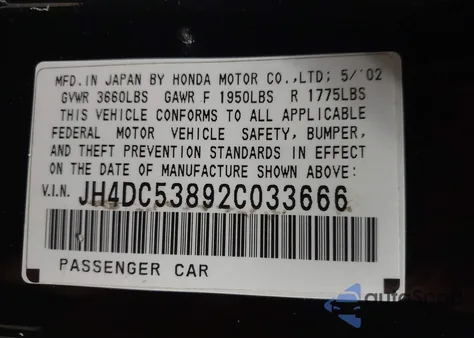 MFD. IN JAPAN BY HONDA MOTOR CO.,LTD; 5/'02
GVWR 3660LBS GAWR F 1950LBS R 1775LBS
THIS VEHICLE CONFORMS TO ALL APPLICABLE
FEDERAL MOTOR VEHICLE SAFETY, BUMPER,
AND THEFT PREVENTION STANDARDS IN EFFECT
ON THE DATE OF MANUFACTURE SHOWN ABOVE:
V.I.N. JH4DC53892C033666
PASSENGER CAR